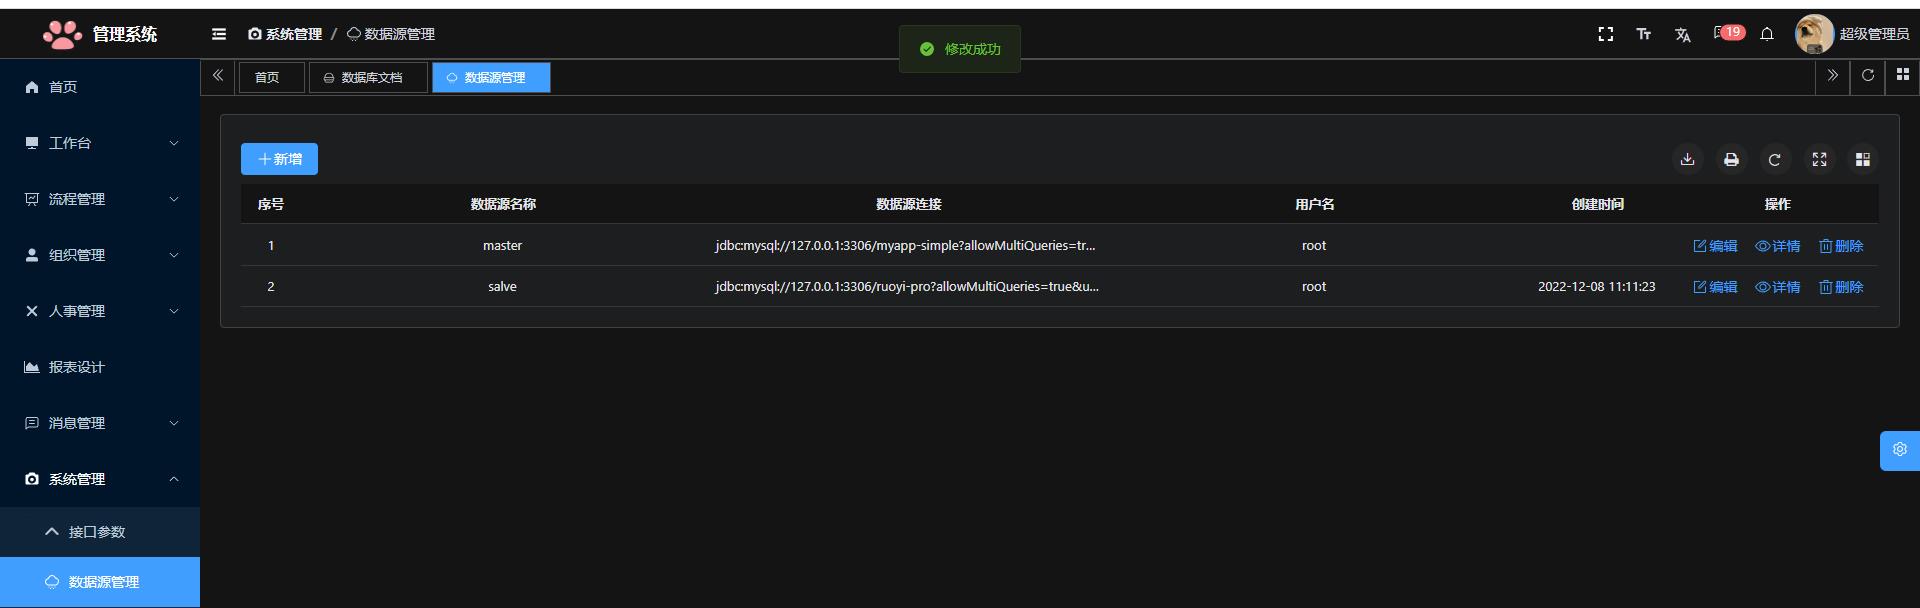 管理系统
系统管理 / 数据源管理
修改成功
19
超级管理员
首页
数据库文档
数据源管理
首页
工作台
流程管理
组织管理
人事管理
报表设计
消息管理
系统管理
接口参数
数据源管理
新增
序号 数据源名称 数据源连接 用户名 创建时间 操作
1 master jdbc:mysql://127.0.0.1:3306/myapp-simple?allowMultiQueries=tr... root 编辑 详情 删除
2 salve jdbc:mysql://127.0.0.1:3306/ruoyi-pro?allowMultiQueries=true&u... root 2022-12-08 11:11:23 编辑 详情 删除